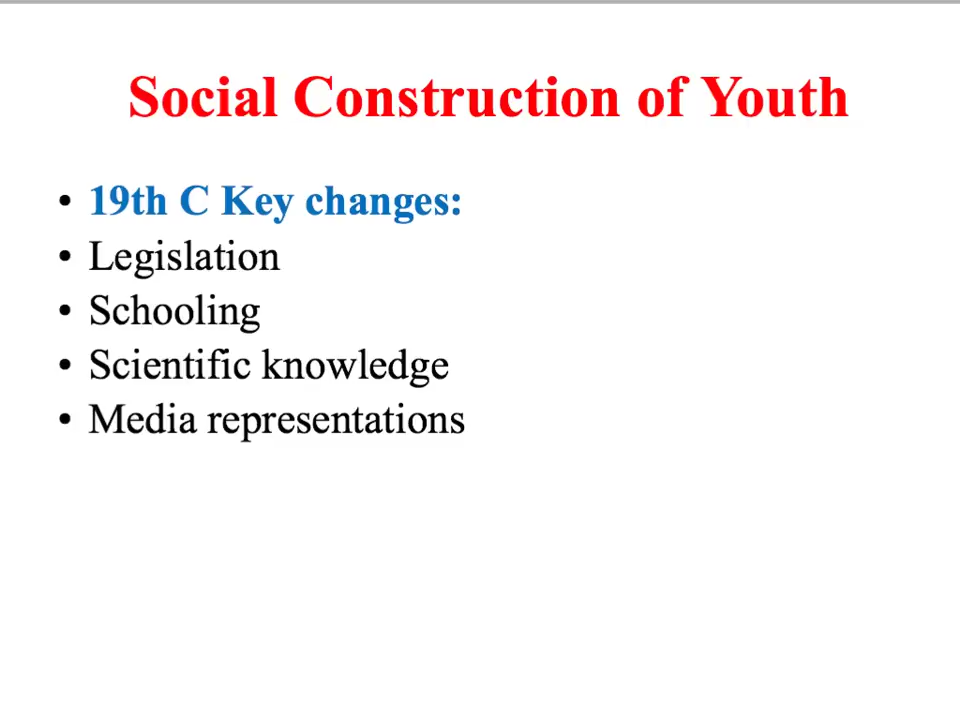 Social Construction of Youth
• 19th C Key changes:
• Legislation
• Schooling
• Scientific knowledge
• Media representations